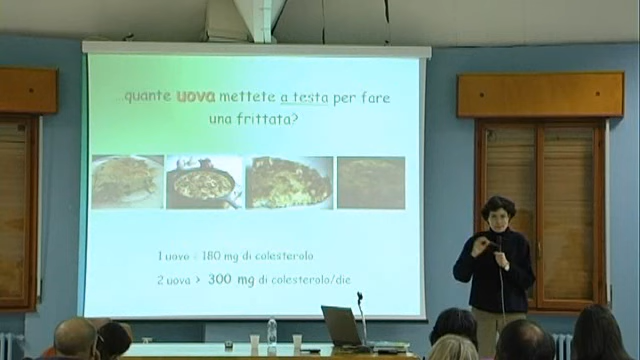 ...quante uova mettete a testa per fare
una frittata?
1 uovo = 180 mg di colesterolo
2 uova > 300 mg di colesterolo/die